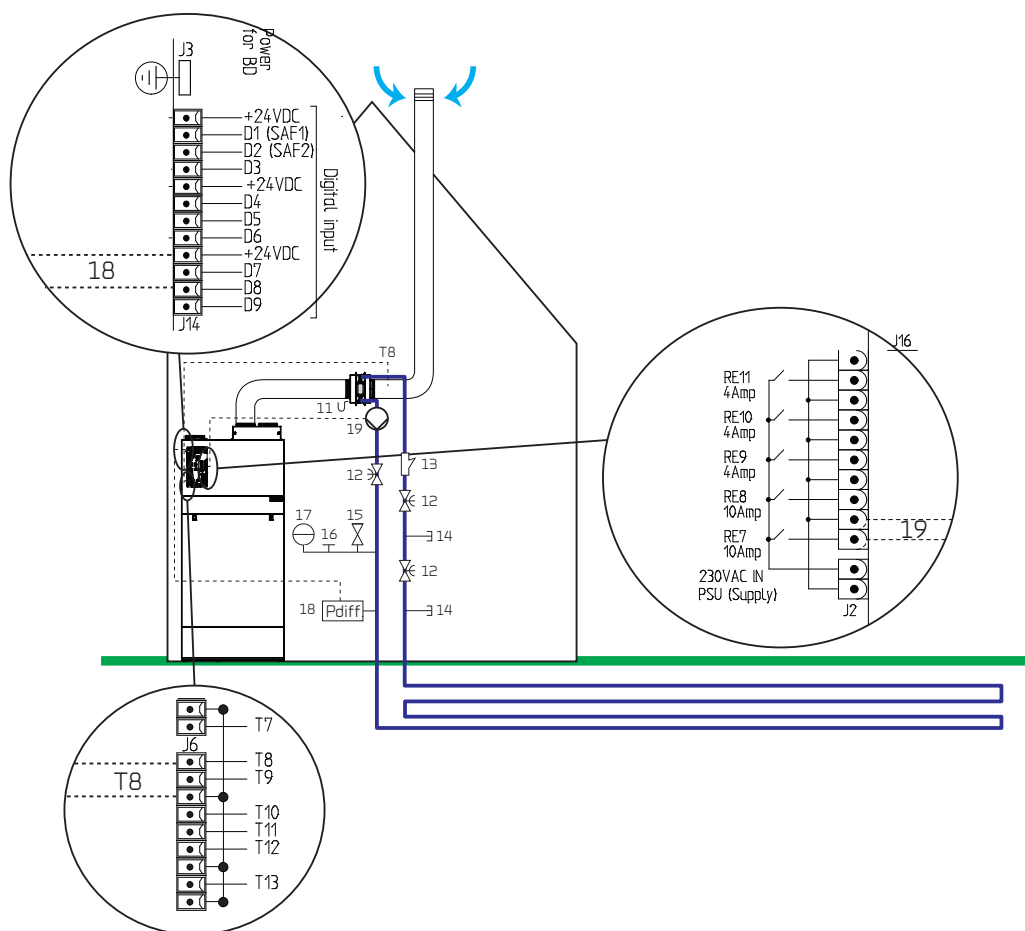 Power
for BD
J3
+24VDC
D1 (SAF1)
D2 (SAF2)
D3
+24VDC
D4
D5
D6
+24VDC
D7
D8
D9
Digital input
18
J14
T8
11
19
12
13
12
17
16
15
14
12
18
Pdiff
14
J16
RE11
4Amp
RE10
4Amp
RE9
4Amp
RE8
10Amp
RE7
10Amp
19
230VAC IN
PSU (Supply)
J2
T7
J6
T8
T9
T8
T10
T11
T12
T13